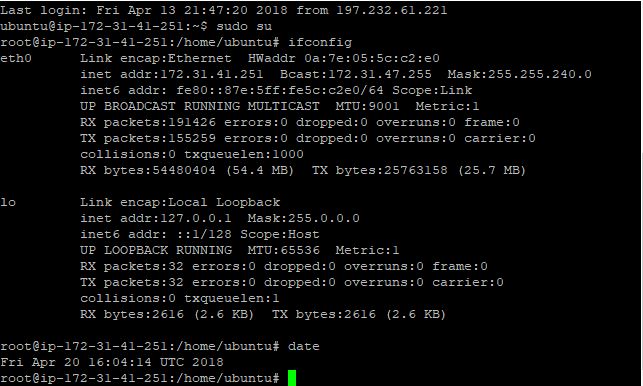 Last login: Fri Apr 13 21:47:20 2018 from 197.232.61.221
ubuntu@ip-172-31-41-251:~$ sudo su
root@ip-172-31-41-251:/home/ubuntu# ifconfig
eth0      Link encap:Ethernet  HWaddr 0a:7e:05:5c:c2:e0
          inet addr:172.31.41.251  Bcast:172.31.47.255  Mask:255.255.240.0
          inet6 addr: fe80::87e:5ff:fe5c:c2e0/64 Scope:Link
          UP BROADCAST RUNNING MULTICAST  MTU:9001  Metric:1
          RX packets:191426 errors:0 dropped:0 overruns:0 frame:0
          TX packets:155259 errors:0 dropped:0 overruns:0 carrier:0
          collisions:0 txqueuelen:1000
          RX bytes:54480404 (54.4 MB)  TX bytes:25763158 (25.7 MB)

lo        Link encap:Local Loopback
          inet addr:127.0.0.1  Mask:255.0.0.0
          inet6 addr: ::1/128 Scope:Host
          UP LOOPBACK RUNNING  MTU:65536  Metric:1
          RX packets:32 errors:0 dropped:0 overruns:0 frame:0
          TX packets:32 errors:0 dropped:0 overruns:0 carrier:0
          collisions:0 txqueuelen:1
          RX bytes:2616 (2.6 KB)  TX bytes:2616 (2.6 KB)

root@ip-172-31-41-251:/home/ubuntu# date
Fri Apr 20 16:04:14 UTC 2018
root@ip-172-31-41-251:/home/ubuntu#